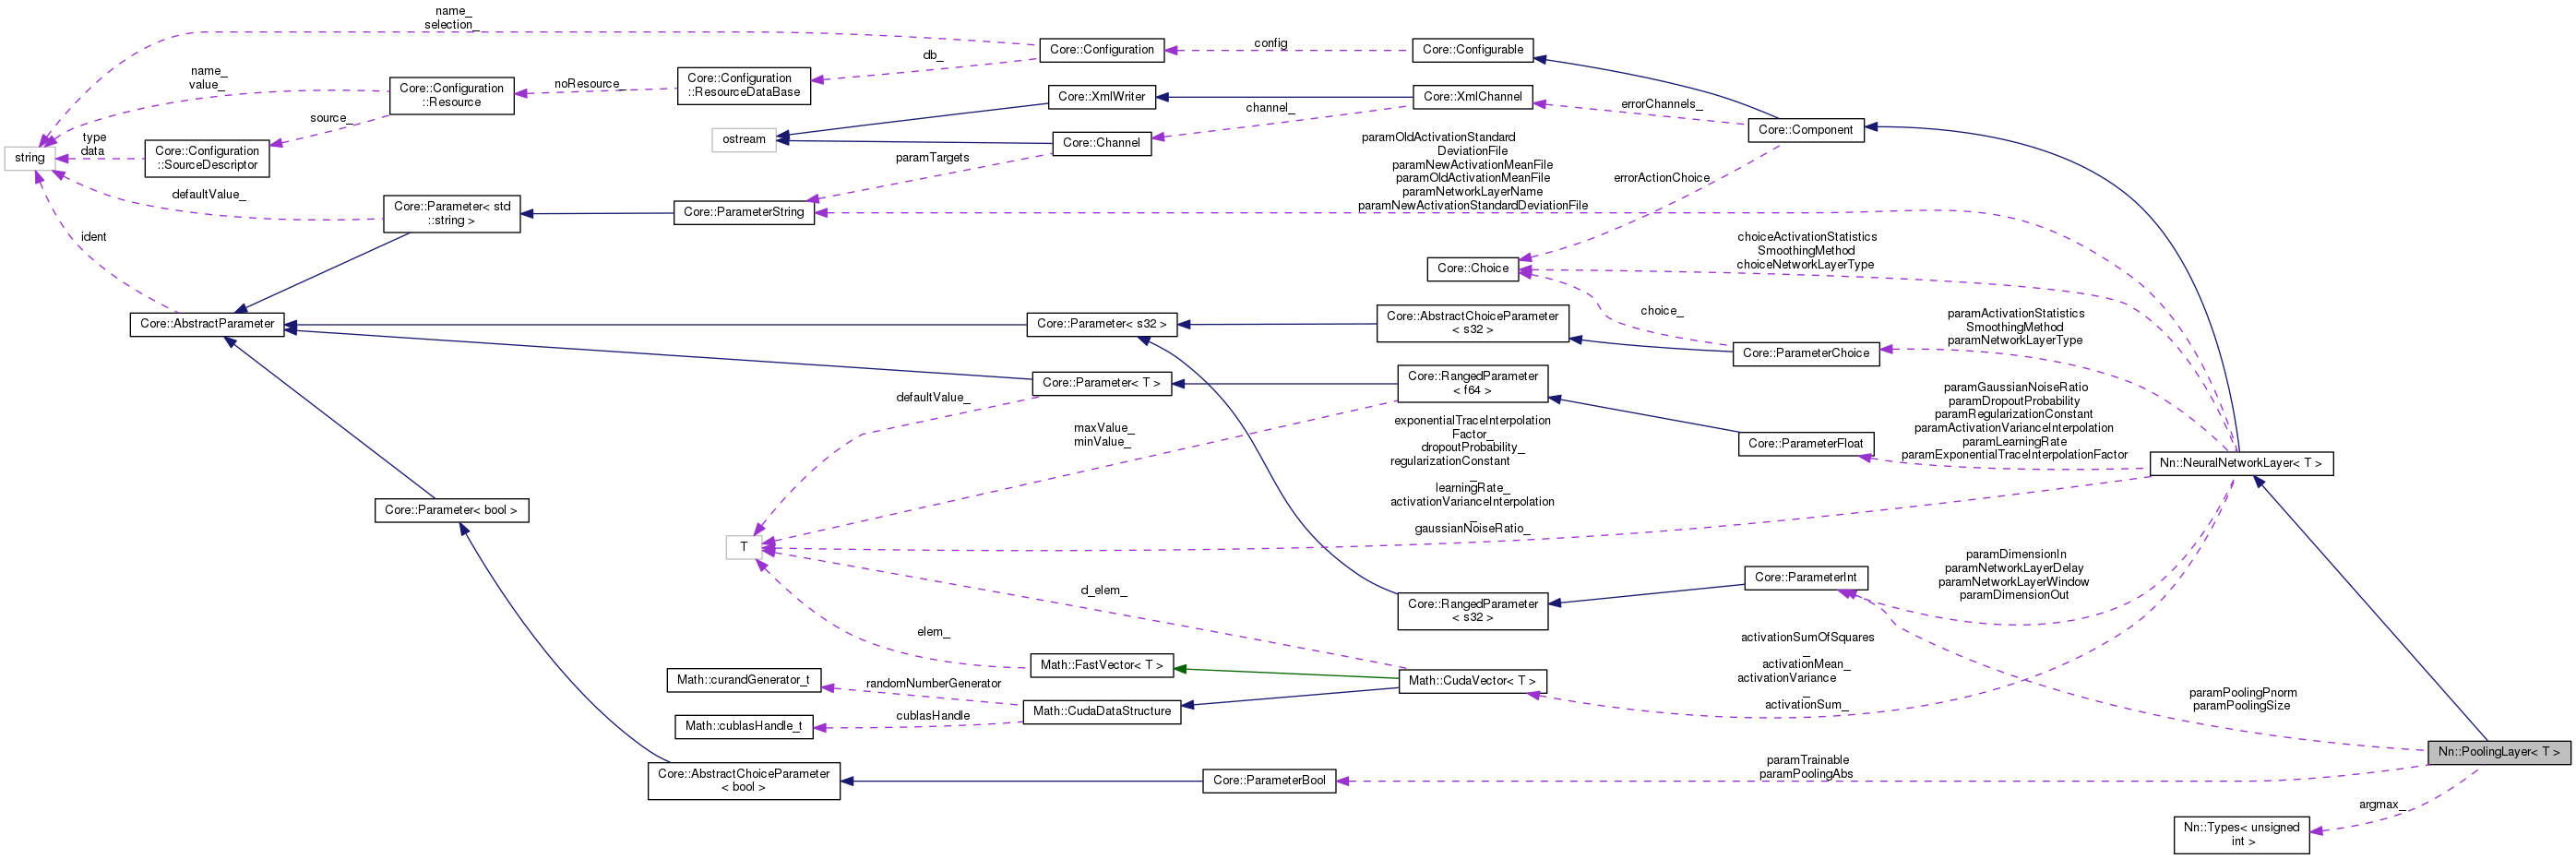 name_
selection_
Core::Configuration
config
Core::Configurable
db_
name_
value_
Core::Configuration
::Resource
noResource_
Core::Configuration
::ResourceDataBase
Core::XmlWriter
Core::XmlChannel
errorChannels_
channel_
source_
ostream
Core::Channel
Core::Component
type
data
string
Core::Configuration
::SourceDescriptor
paramTargets
paramOldActivationStandard
DeviationFile
paramNewActivationMeanFile
paramOldActivationMeanFile
paramNetworkLayerName
paramNewActivationStandardDeviationFile
errorActionChoice
defaultValue_
Core::Parameter< std
::string >
Core::ParameterString
ident
choiceActivationStatistics
SmoothingMethod
choiceNetworkLayerType
Core::Choice
Core::AbstractParameter
Core::Parameter< s32 >
Core::AbstractChoiceParameter
< s32 >
choice_
Core::ParameterChoice
paramActivationStatistics
SmoothingMethod
paramNetworkLayerType
Core::Parameter< T >
Core::RangedParameter
< f64 >
defaultValue_
maxValue_
minValue_
exponentialTraceInterpolation
Factor_
dropoutProbability_
regularizationConstant
_
learningRate_
activationVarianceInterpolation
_
gaussianNoiseRatio_
Core::ParameterFloat
paramGaussianNoiseRatio
paramDropoutProbability
paramRegularizationConstant
paramActivationVarianceInterpolation
paramLearningRate
paramExponentialTraceInterpolationFactor
Nn::NeuralNetworkLayer< T >
Core::Parameter< bool >
T
d_elem_
Core::RangedParameter
< s32 >
Core::ParameterInt
paramDimensionIn
paramNetworkLayerDelay
paramNetworkLayerWindow
paramDimensionOut
elem_
Math::FastVector< T >
Math::curandGenerator_t
randomNumberGenerator
Math::CudaVector< T >
activationSumOfSquares
_
activationMean_
activationVariance
_
activationSum_
Math::cublasHandle_t
cublasHandle
Math::CudaDataStructure
paramPoolingPnorm
paramPoolingSize
Nn::PoolingLayer< T >
Core::AbstractChoiceParameter
< bool >
Core::ParameterBool
paramTrainable
paramPoolingAbs
argmax_
Nn::Types< unsigned
int >